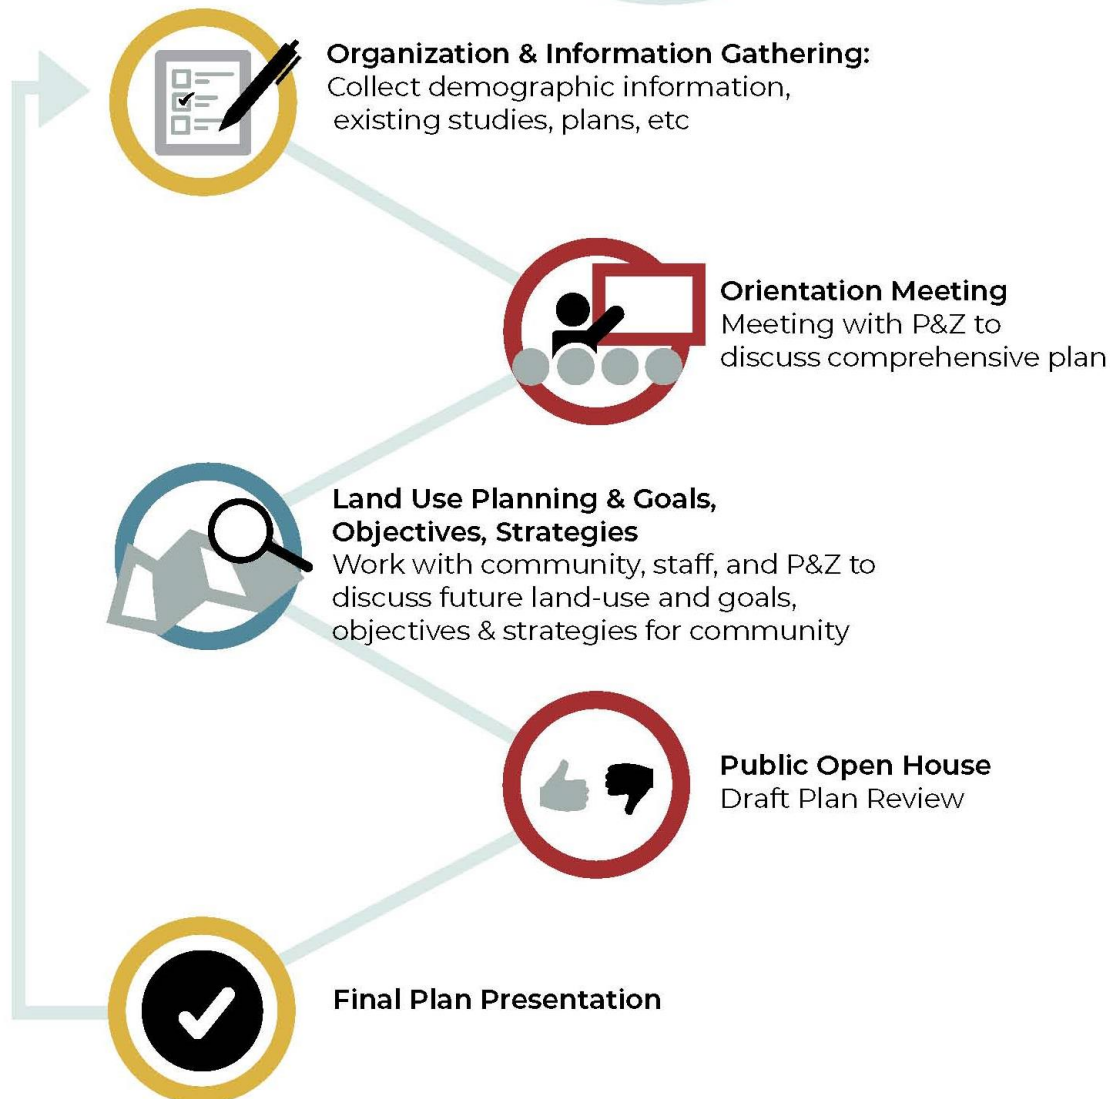 Organization & Information Gathering:
Collect demographic information,
existing studies, plans, etc
Orientation Meeting
Meeting with P&Z to
discuss comprehensive plan
Land Use Planning & Goals,
Objectives, Strategies
Work with community, staff, and P&Z to
discuss future land-use and goals,
objectives & strategies for community
Public Open House
Draft Plan Review
Final Plan Presentation